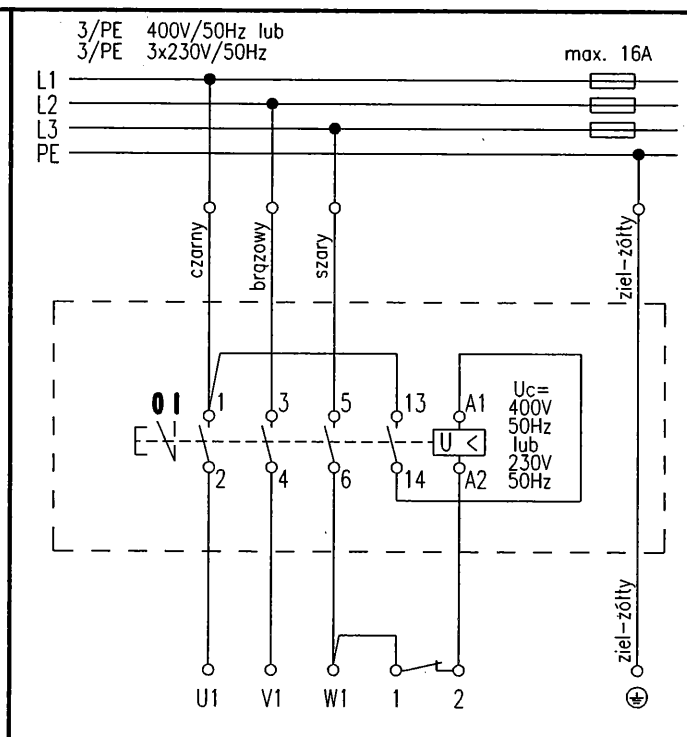 3/PE 400V/50Hz lub
3/PE 3x230V/50Hz
max. 16A
L1
L2
L3
PE
czarny
brązowy
szary
ziel-żółty
0 I
1
3
5
13
A1
U <
2
4
6
14
A2
Uc=
400V
50Hz
lub
230V
50Hz
ziel-żółty
U1
V1
W1
1
2